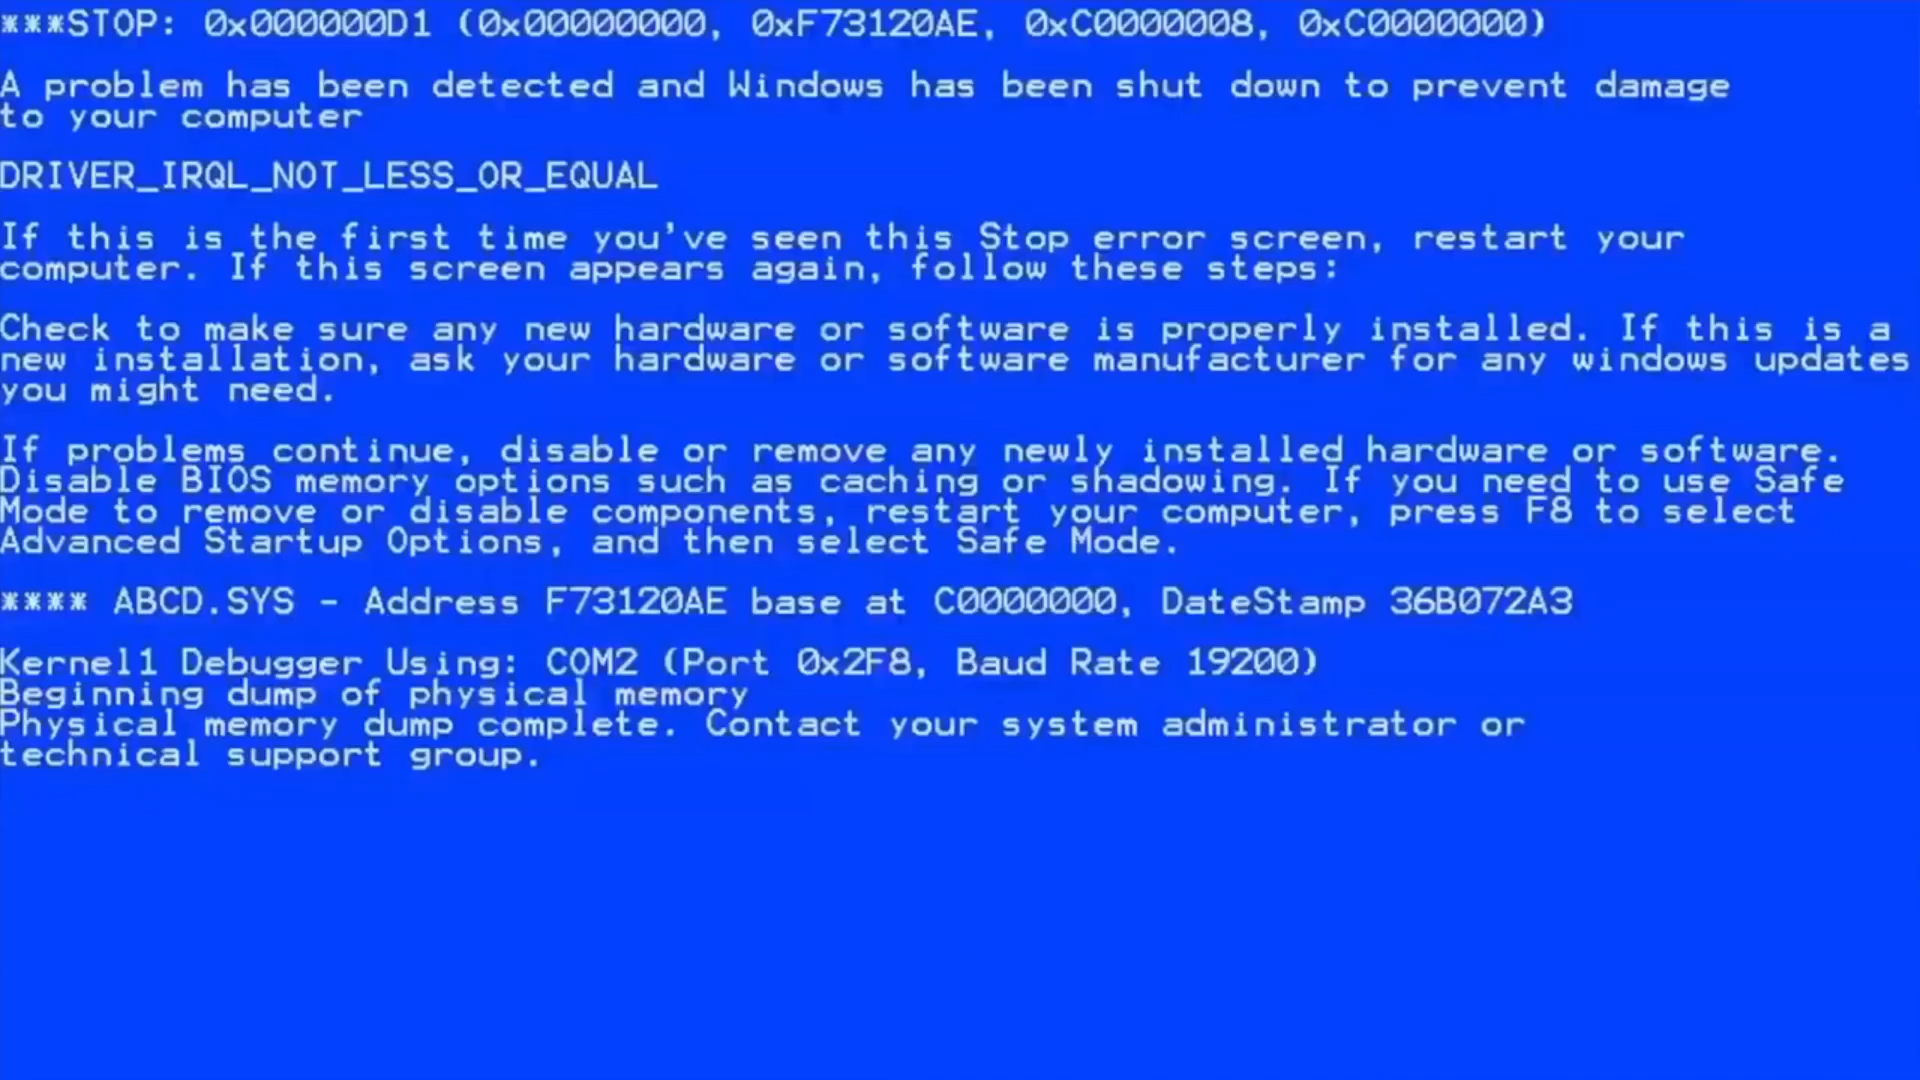 ***STOP: 0x000000D1 (0x00000000, 0xF73120AE, 0xC0000008, 0xC0000000)
A problem has been detected and Windows has been shut down to prevent damage
to your computer
DRIVER_IRQL_NOT_LESS_OR_EQUAL
If this is the first time you've seen this Stop error screen, restart your
computer. If this screen appears again, follow these steps:
Check to make sure any new hardware or software is properly installed. If this is a
new installation, ask your hardware or software manufacturer for any windows updates
you might need.
If problems continue, disable or remove any newly installed hardware or software.
Disable BIOS memory options such as caching or shadowing. If you need to use Safe
Mode to remove or disable components, restart your computer, press F8 to select
Advanced Startup Options, and then select Safe Mode.
**** ABCD.SYS - Address F73120AE base at C0000000, DateStamp 36B072A3
Kernel1 Debugger Using: COM2 (Port 0x2F8, Baud Rate 19200)
Beginning dump of physical memory
Physical memory dump complete. Contact your system administrator or
technical support group.